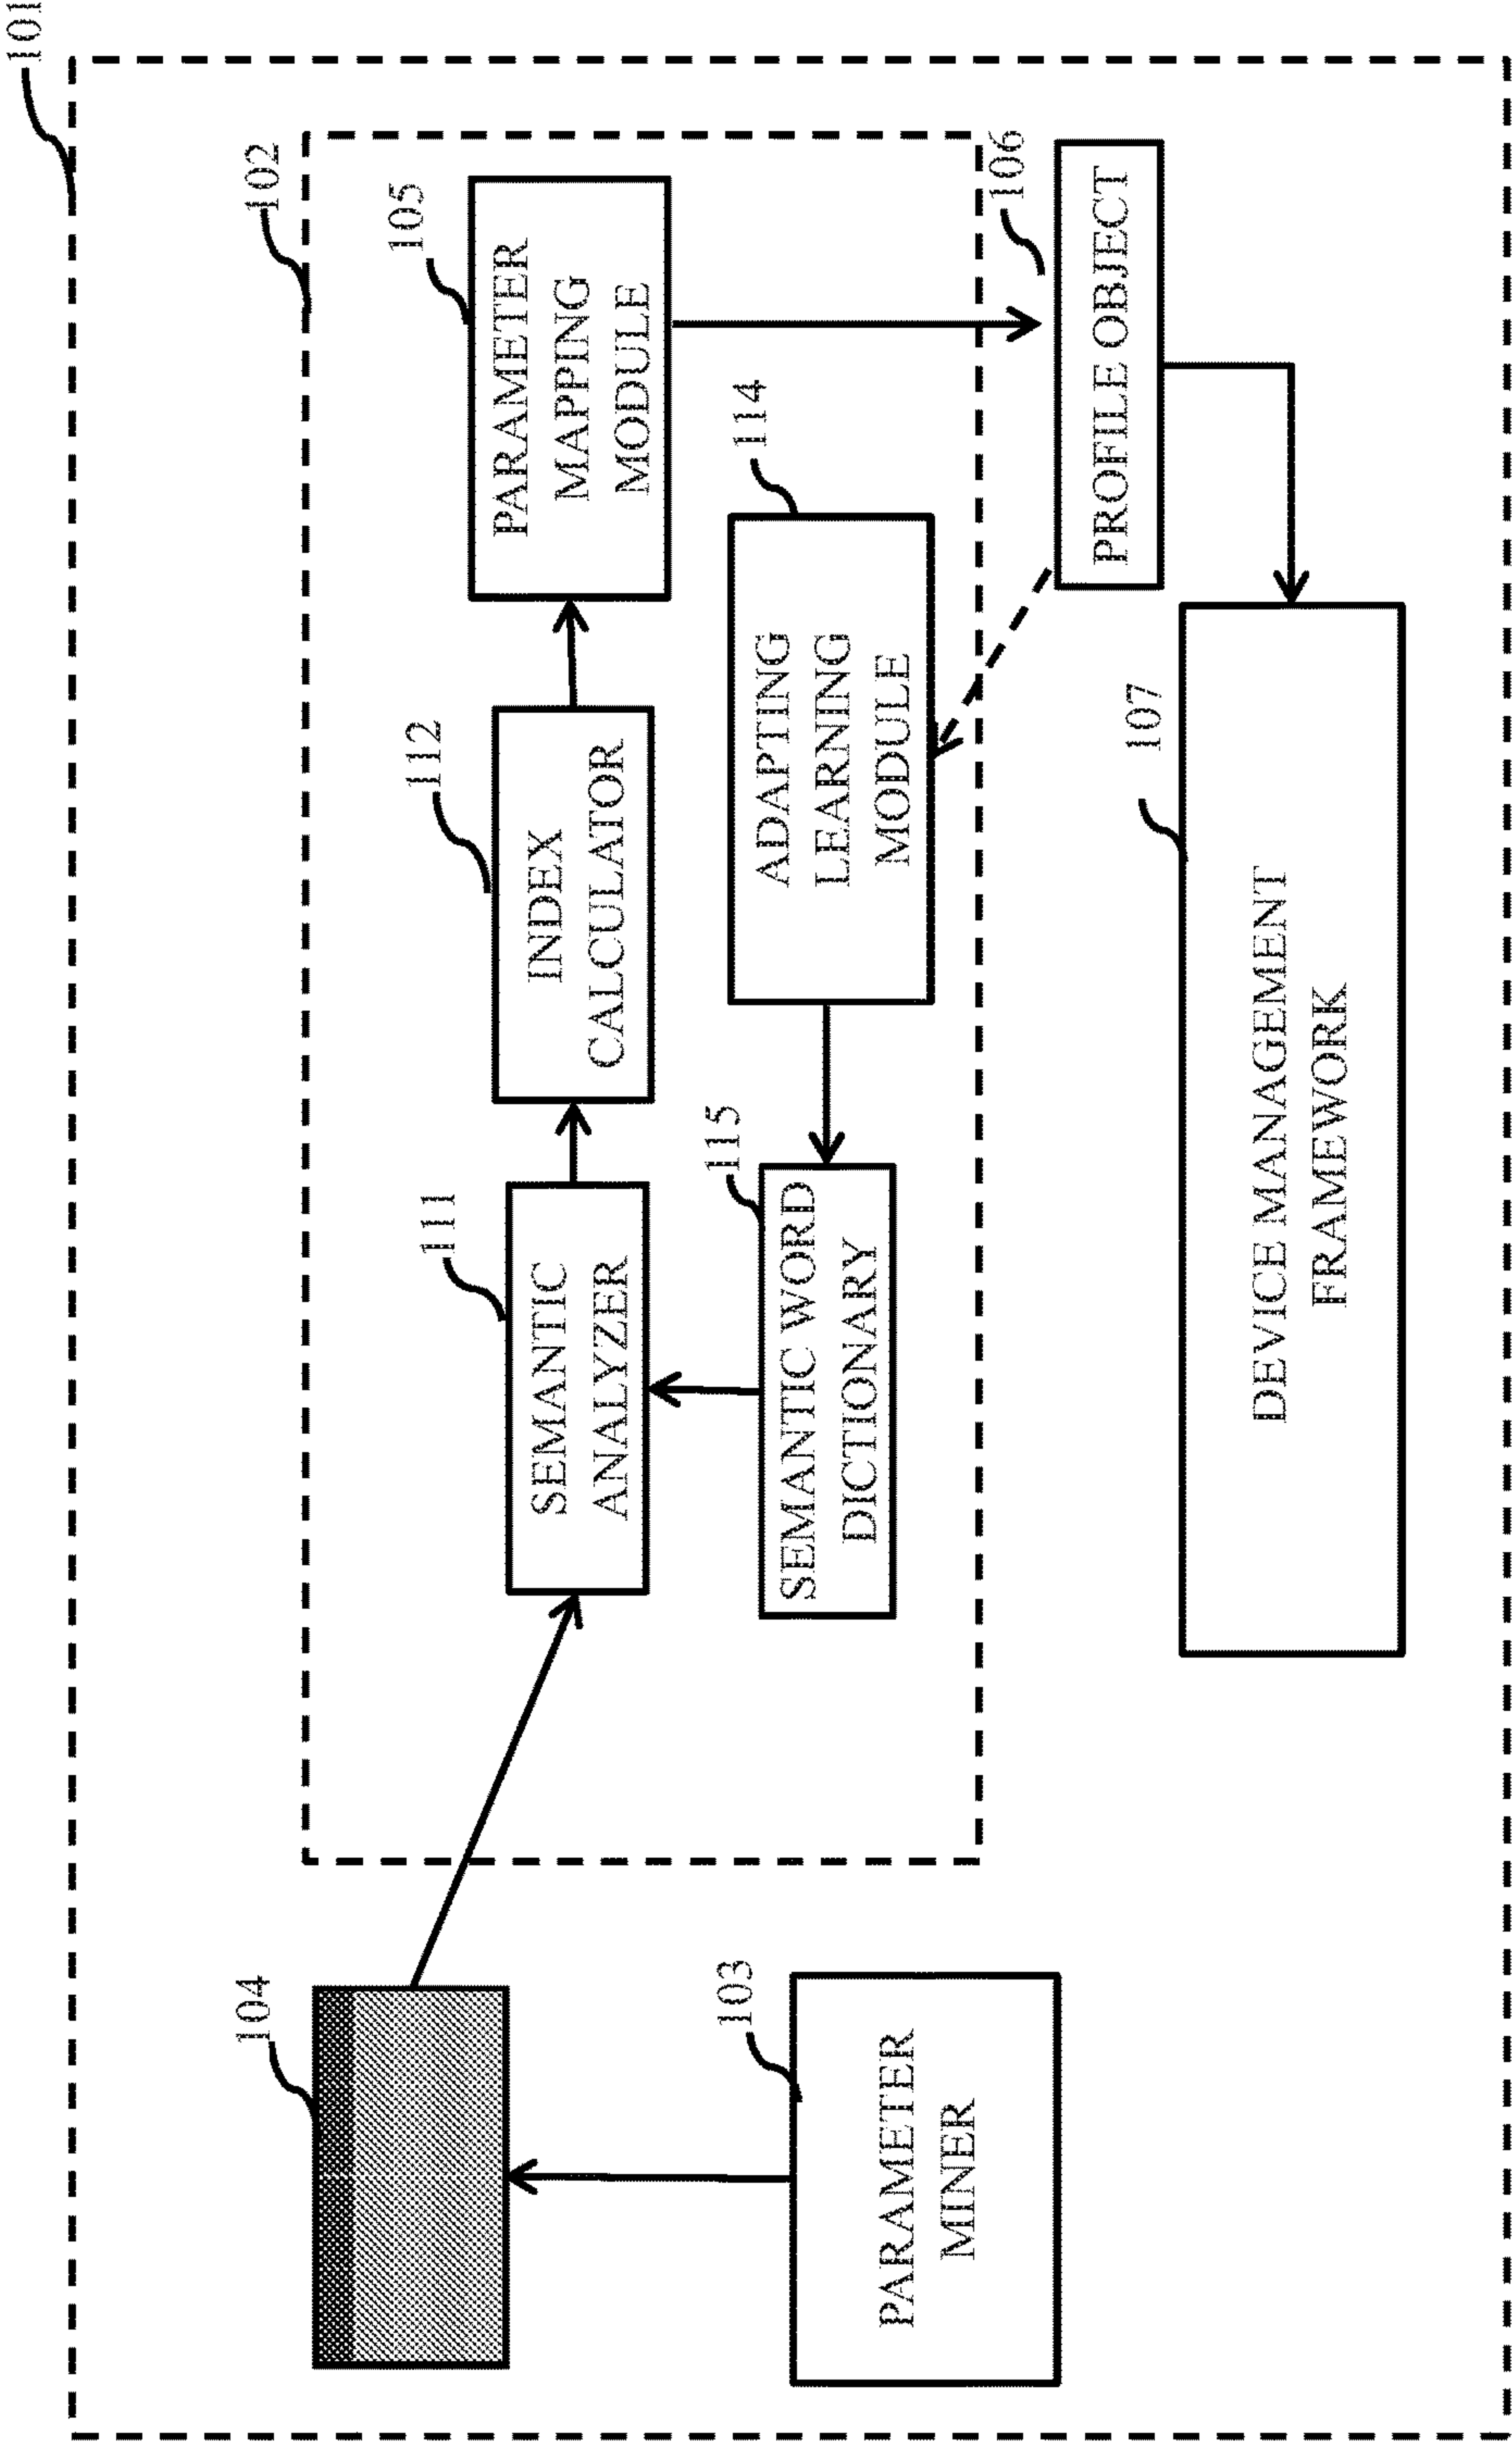 101
102
104
111
SEMANTIC
ANALYZER
112
INDEX
CALCULATOR
105
PARAMETER
MAPPING
MODULE
103
PARAMETER
MINER
115
SEMANTIC WORD
DICTIONARY
114
ADAPTING
LEARNING
MODULE
106
PROFILE OBJECT
107
DEVICE MANAGEMENT
FRAMEWORK